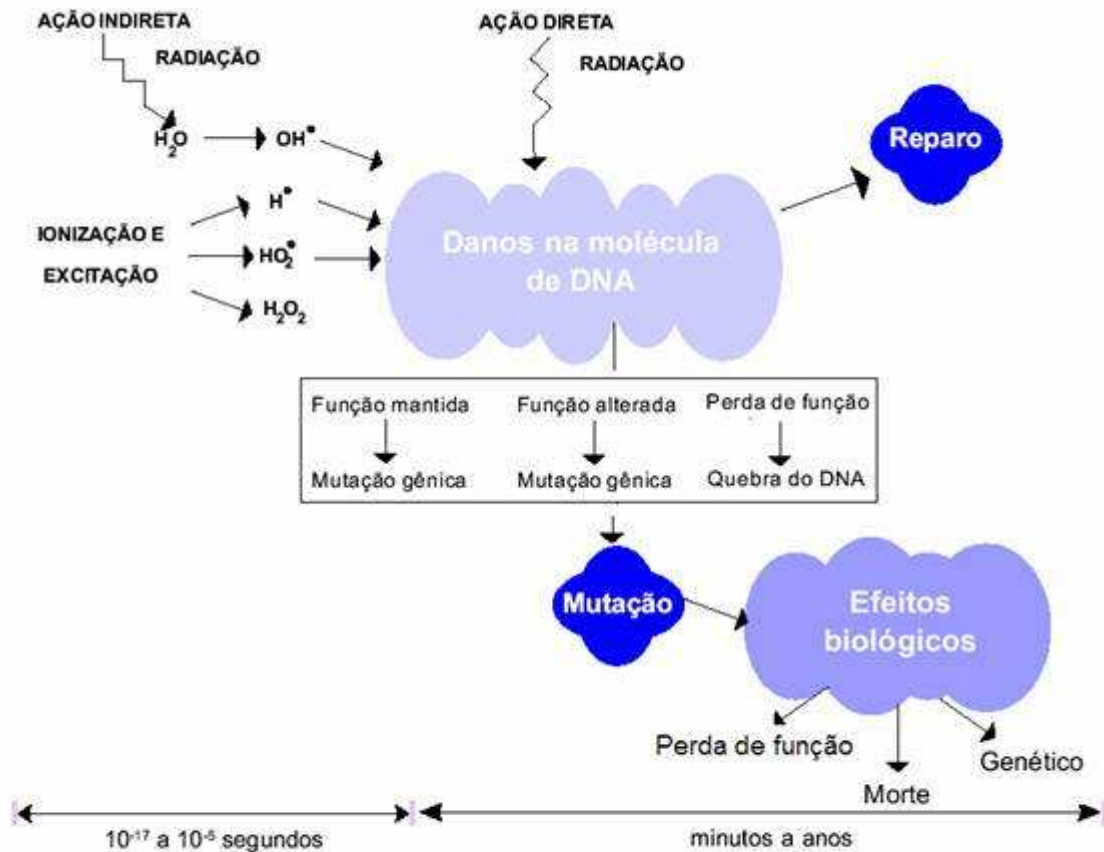 AÇÃO INDIRETA
RADIAÇÃO
AÇÃO DIRETA
RADIAÇÃO
H₂O
OH•
H•
IONIZAÇÃO E
EXCITAÇÃO
HO₂•
H₂O₂
Danos na molécula
de DNA
Reparo
Função mantida
Função alterada
Perda de função
Mutação gênica
Mutação gênica
Quebra do DNA
Mutação
Efeitos
biológicos
Perda de função
Morte
Genético
10⁻¹⁷ a 10⁻⁵ segundos
minutos a anos